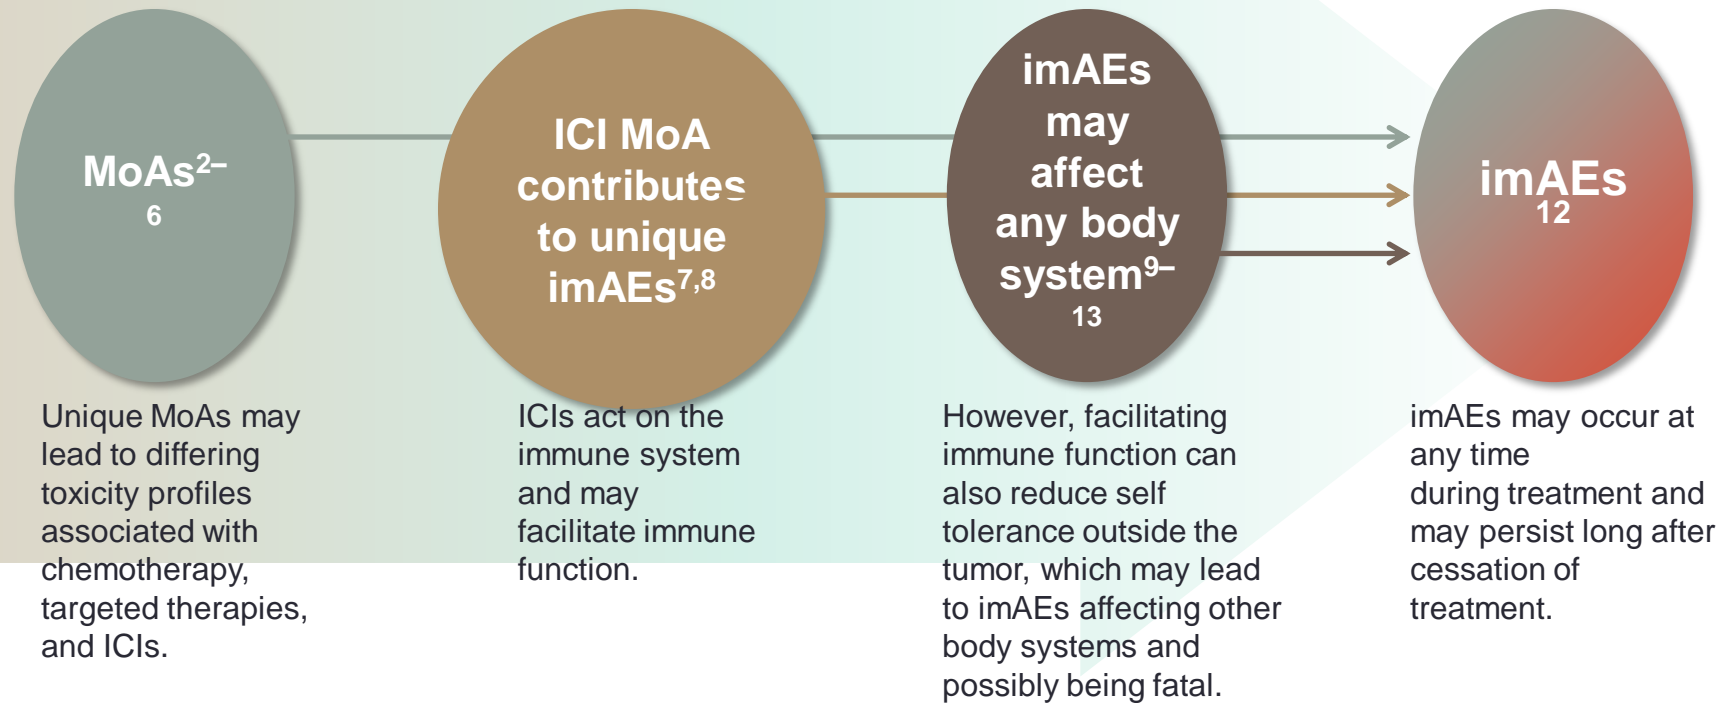 MoAs2–
6
ICI MoA
contributes
to unique
imAEs7,8
imAEs
may
affect
any body
system9–
13
imAEs
12
Unique MoAs may
lead to differing
toxicity profiles
associated with
chemotherapy,
targeted therapies,
and ICIs.
ICIs act on the
immune system
and may
facilitate immune
function.
However, facilitating
immune function can
also reduce self
tolerance outside the
tumor, which may lead
to imAEs affecting other
body systems and
possibly being fatal.
imAEs may occur at
any time
during treatment and
may persist long after
cessation of
treatment.